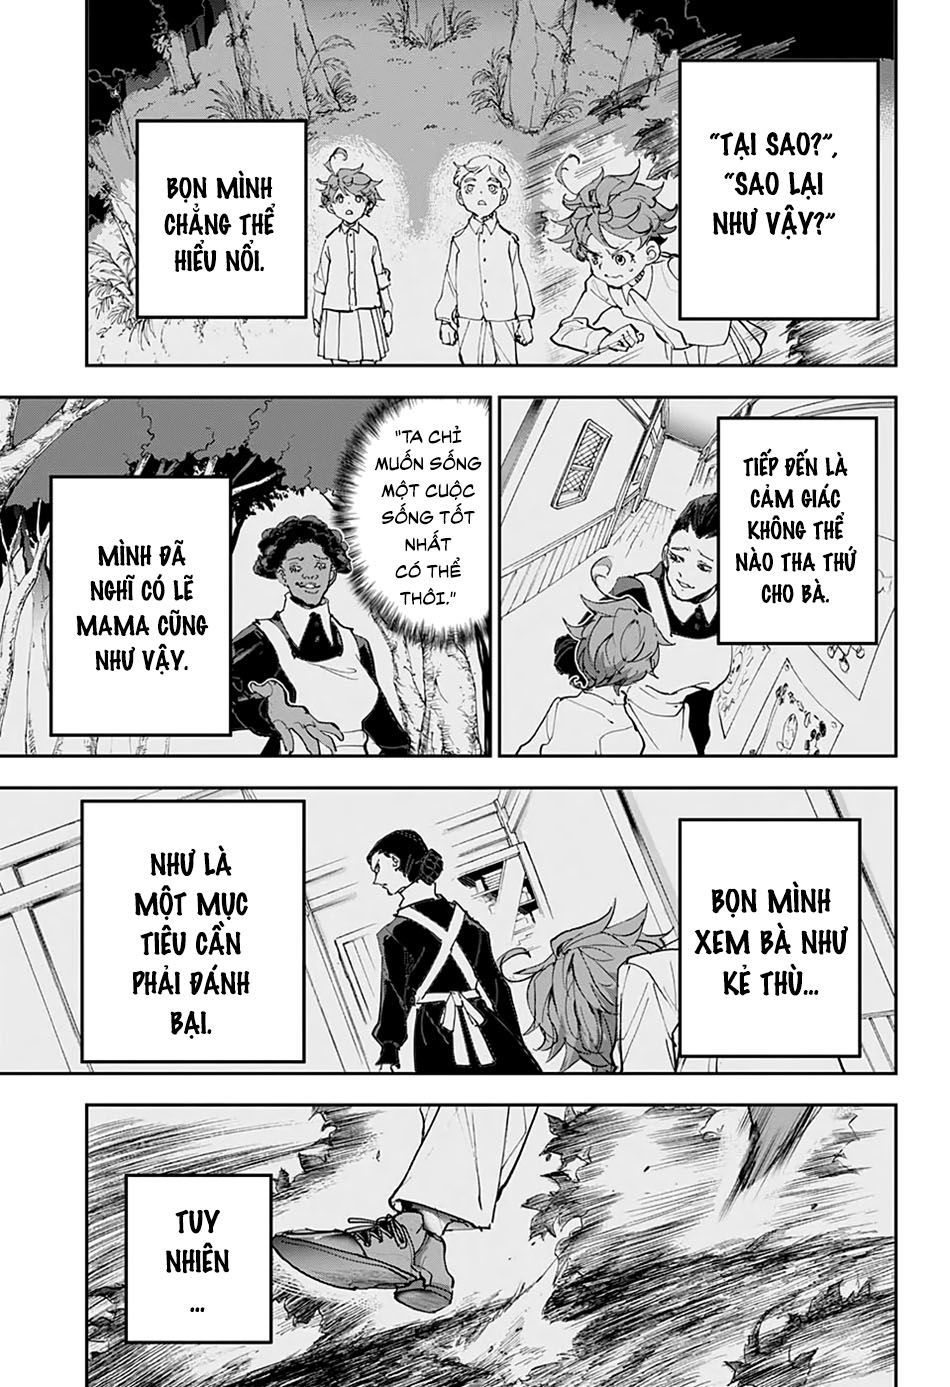 "TẠI SAO?",
"SAO LẠI
NHƯ VẬY?"
BỌN MÌNH
CHẲNG THỂ
HIỂU NỔI.
TIẾP ĐẾN LÀ
CẢM GIÁC
KHÔNG THỂ
NÀO THA THỨ
CHO BÀ.
"TA CHỈ
MUỐN SỐNG
MỘT CUỘC
SỐNG TỐT
NHẤT
CÓ THỂ
THÔI."
MÌNH ĐÃ
NGHĨ CÓ LẼ
MAMA CŨNG
NHƯ VẬY.
BỌN MÌNH
XEM BÀ NHƯ
KẺ THÙ...
NHƯ LÀ
MỘT MỤC
TIÊU CẦN
PHẢI ĐÁNH
BẠI.
TUY
NHIÊN
...